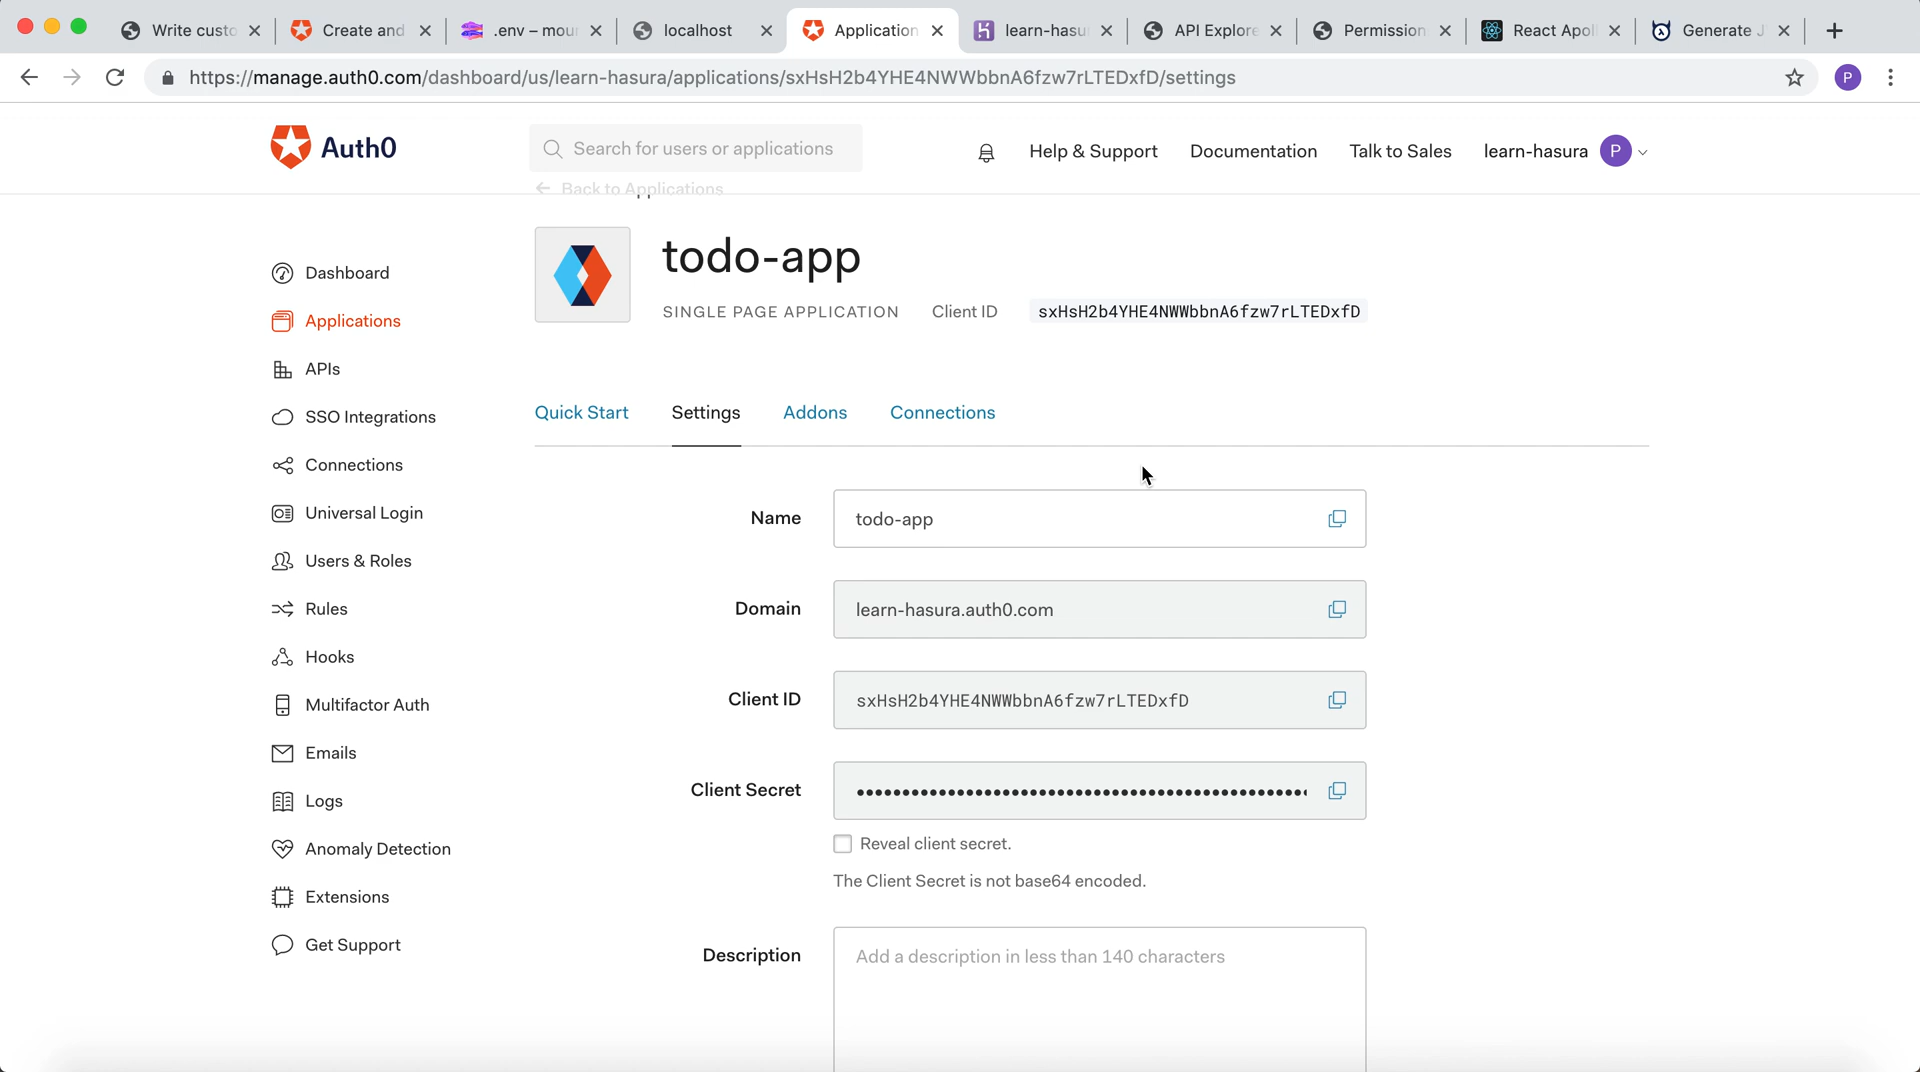 Write custo
Create and
.env – mour
localhost
Application
learn-hasu
API Explore
Permission
React Apol
Generate J
https://manage.auth0.com/dashboard/us/learn-hasura/applications/sxHsH2b4YHE4NWWbbnA6fzw7rLTEDxfD/settings
P
Auth0
Search for users or applications
Help & Support
Documentation
Talk to Sales
learn-hasura
P
Back to Applications
todo-app
SINGLE PAGE APPLICATION
Client ID
sxHsH2b4YHE4NWWbbnA6fzw7rLTEDxfD
Dashboard
Applications
APIs
SSO Integrations
Connections
Universal Login
Users & Roles
Rules
Hooks
Multifactor Auth
Emails
Logs
Anomaly Detection
Extensions
Get Support
Quick Start
Settings
Addons
Connections
Name
todo-app
Domain
learn-hasura.auth0.com
Client ID
sxHsH2b4YHE4NWWbbnA6fzw7rLTEDxfD
Client Secret
Reveal client secret.
The Client Secret is not base64 encoded.
Description
Add a description in less than 140 characters